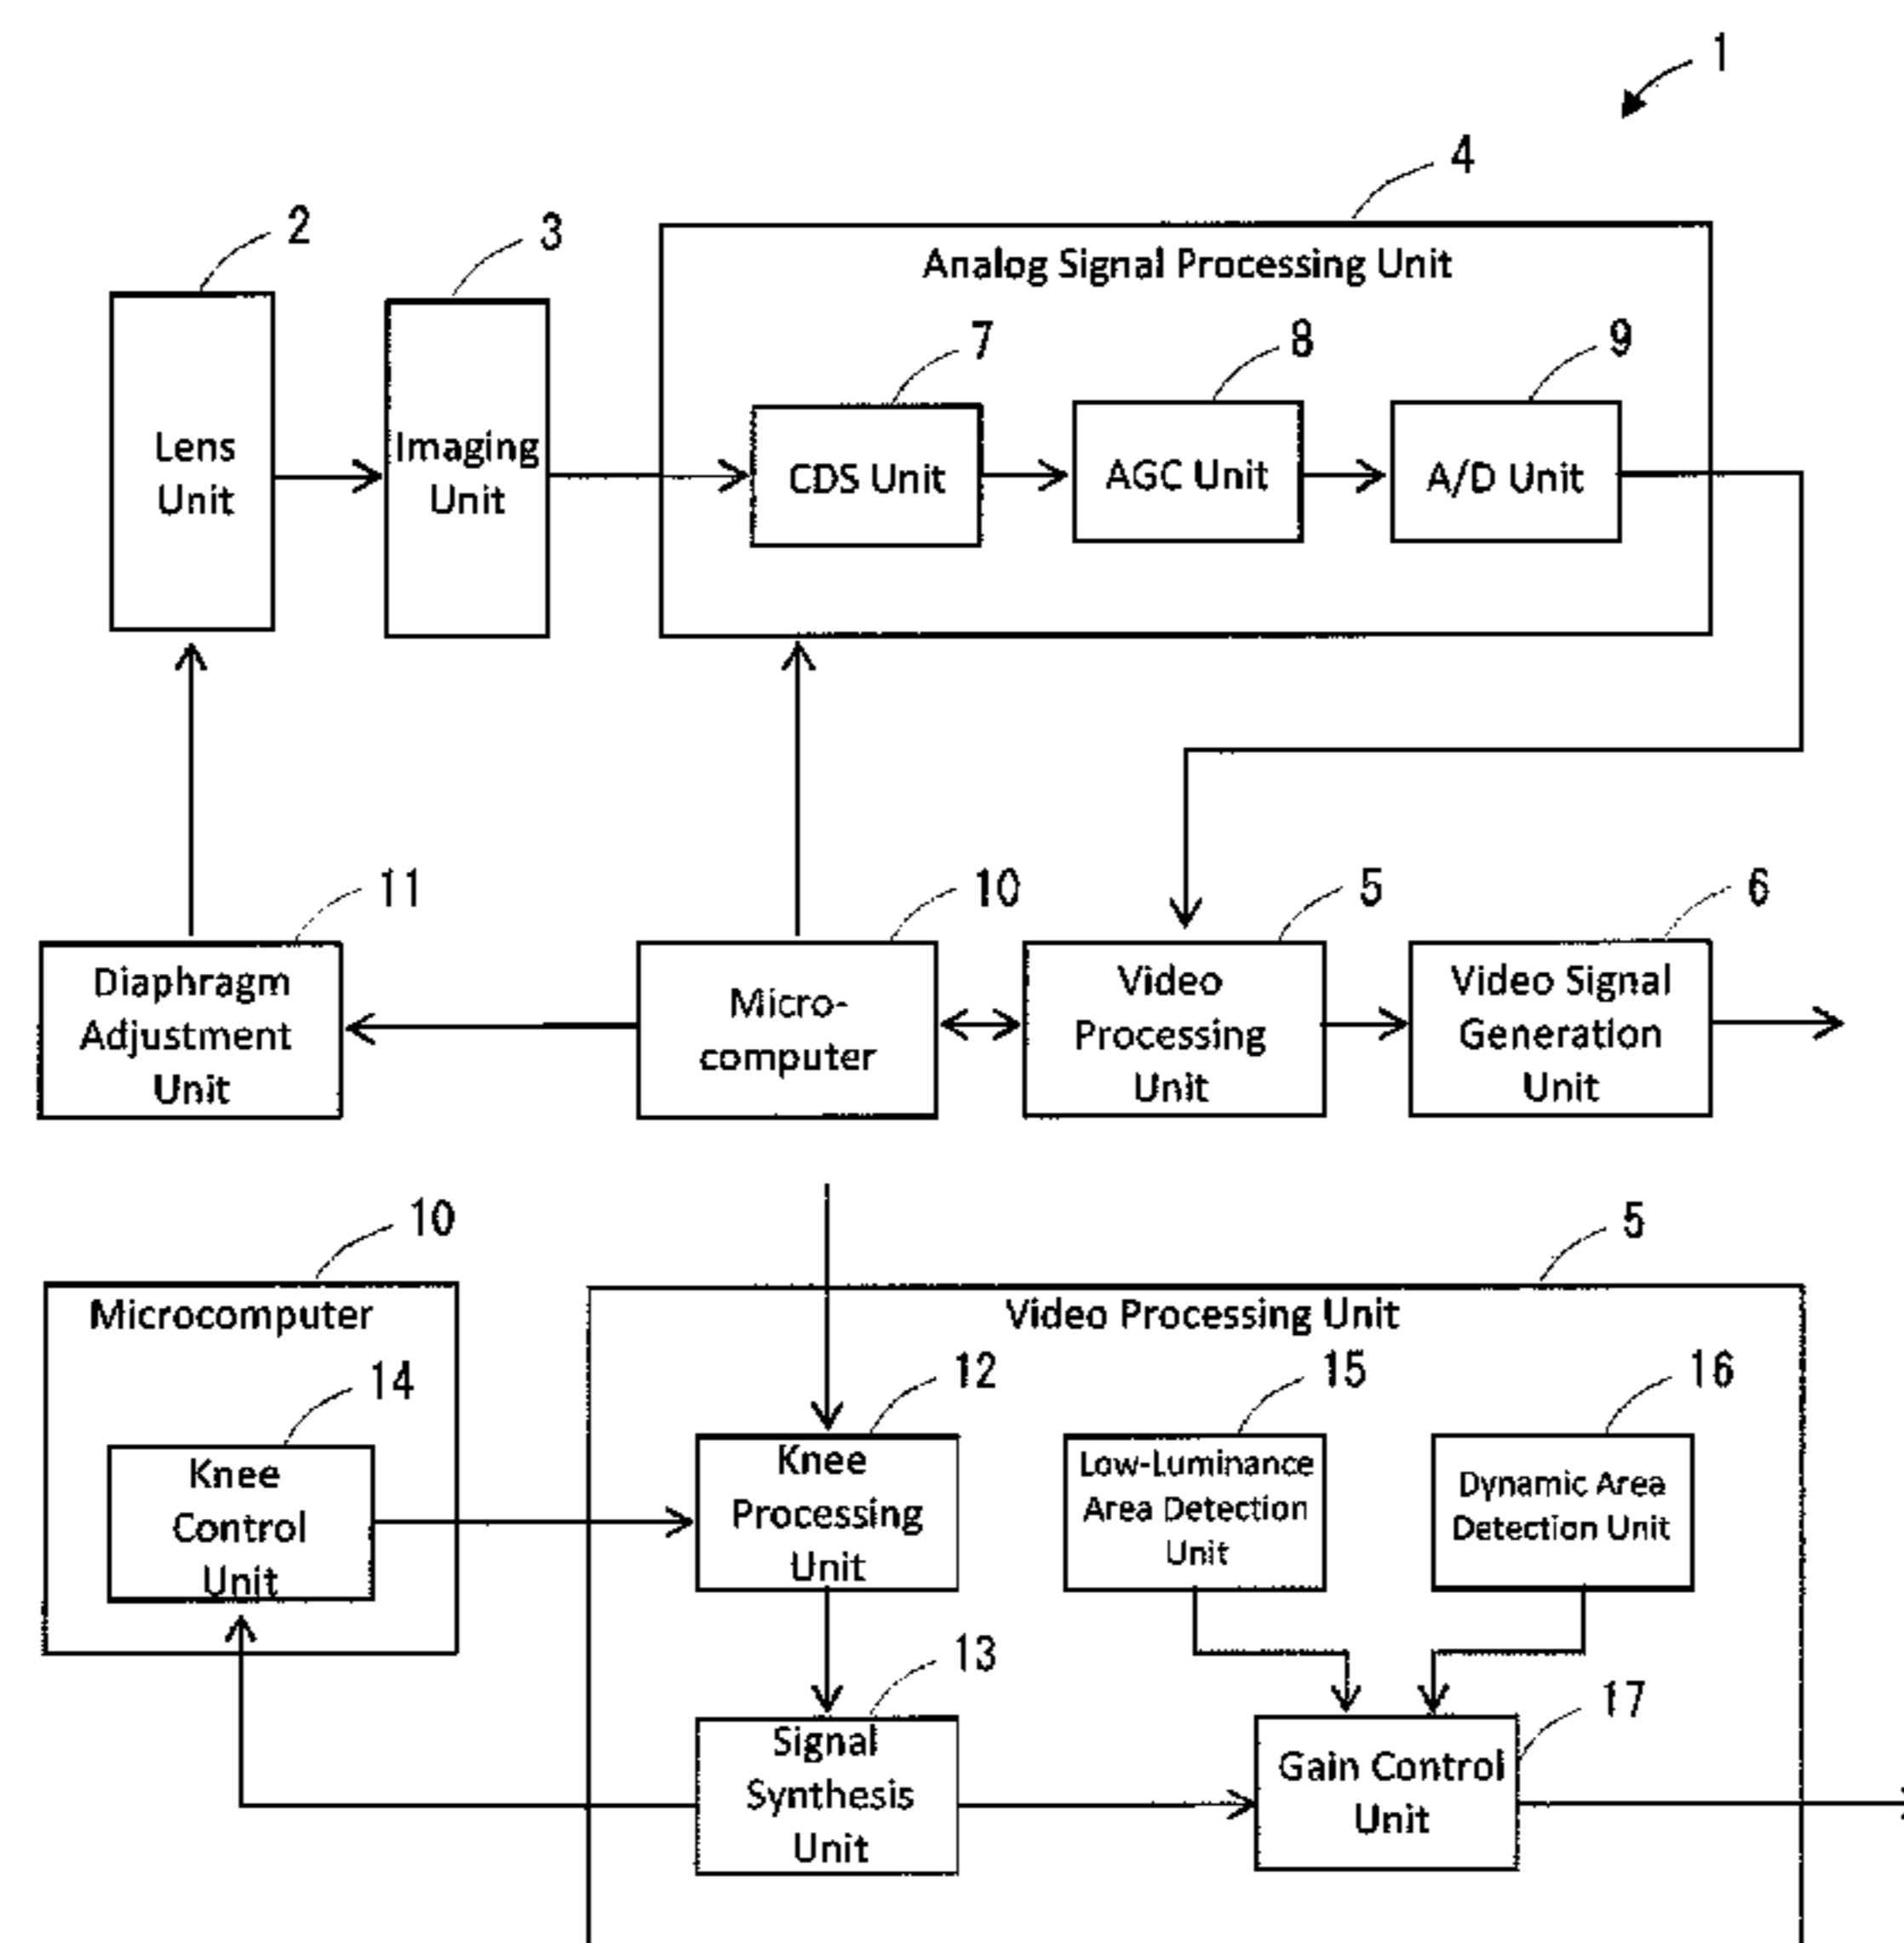 1
4
2
3
Analog Signal Processing Unit
7
8
9
Lens
Unit
Imaging
Unit
CDS Unit
AGC Unit
A/D Unit
11
10
5
6
Diaphragm
Adjustment
Unit
Micro-
computer
Video
Processing
Unit
Video Signal
Generation
Unit
10
5
Microcomputer
Video Processing Unit
14
12
15
16
Knee
Control
Unit
Knee
Processing
Unit
Low-Luminance
Area Detection
Unit
Dynamic Area
Detection Unit
13
17
Signal
Synthesis
Unit
Gain Control
Unit